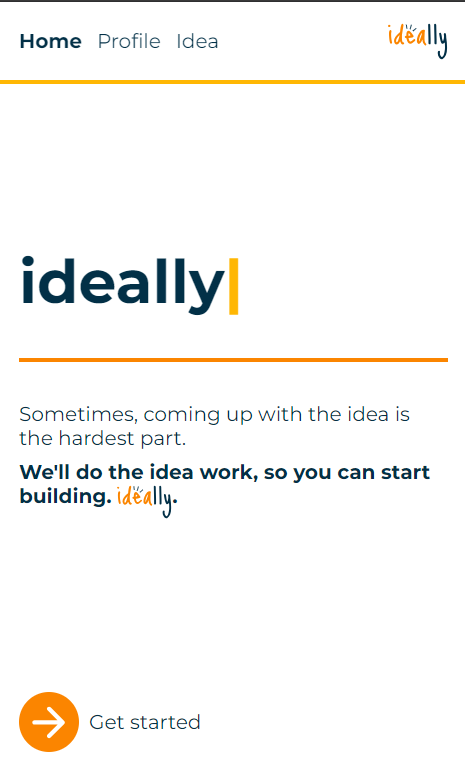 Home Profile Idea ideally
ideally|
Sometimes, coming up with the idea is
the hardest part.
We'll do the idea work, so you can start
building. ideally.
Get started